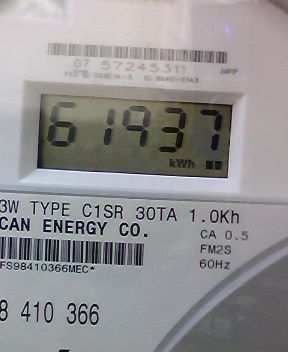 07 57245311
61937
kWh
3W TYPE C1SR 30TA 1.0Kh
CAN ENERGY CO.
CA 0.5
FM2S
60Hz
FS98410366MEC*
8 410 366